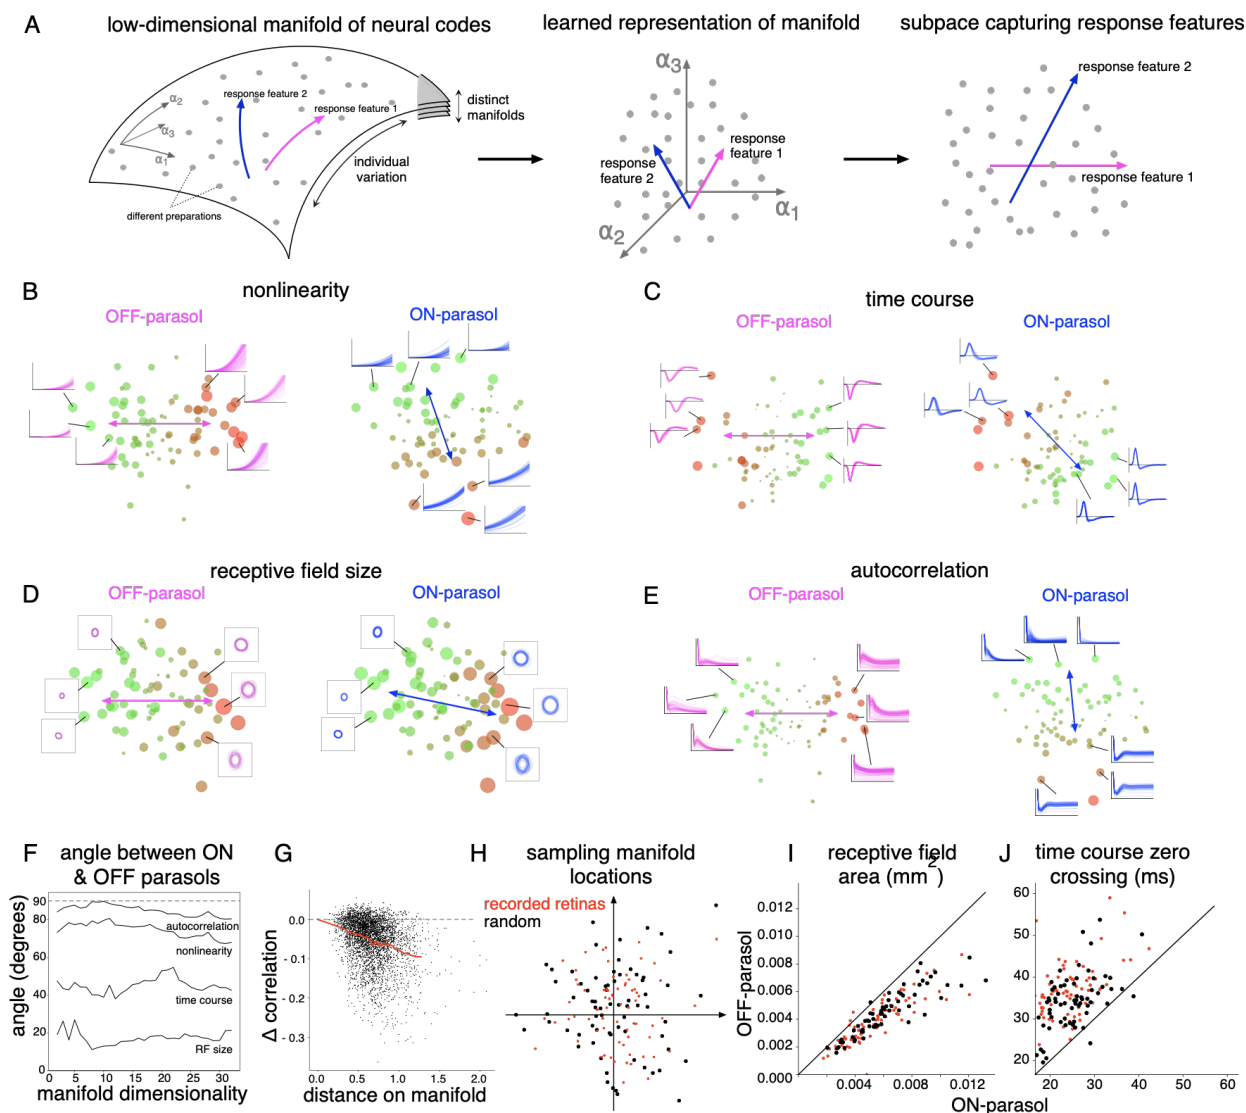 A
low-dimensional manifold of neural codes
learned representation of manifold
subpace capturing response features
α2
α3
α1
response feature 2
response feature 1
distinct
manifolds
individual
variation
different preparations
α3
response
feature 1
response
feature 2
α1
α2
response feature 2
response feature 1
B
nonlinearity
OFF-parasol
ON-parasol
C
time course
OFF-parasol
ON-parasol
D
receptive field size
OFF-parasol
ON-parasol
E
autocorrelation
OFF-parasol
ON-parasol
F
angle between ON
& OFF parasols
angle (degrees)
90
80
60
40
20
0
autocorrelation
nonlinearity
time course
RF size
0
5
10
15
20
25
30
35
manifold dimensionality
G
Δ correlation
0.0
- 0.1
- 0.2
- 0.3
0.0
0.5
1.0
1.5
2.0
distance on manifold
H
sampling manifold
locations
recorded retinas
random
I
receptive field
area (mm2)
OFF-parasol
0.012
0.010
0.008
0.006
0.004
0.002
0.000
0.004
0.008
0.012
J
time course zero
crossing (ms)
60
50
40
30
20
20
30
40
50
60
ON-parasol